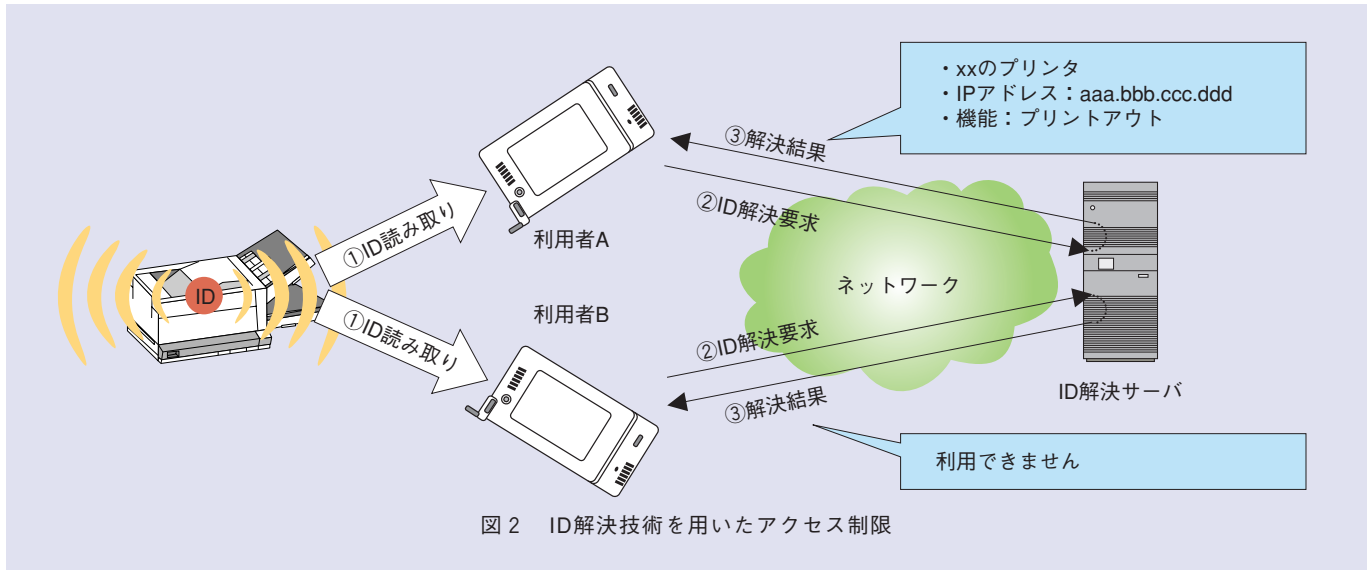 ・xxのプリンタ
・IPアドレス：aaa.bbb.ccc.ddd
・機能：プリントアウト
③解決結果
②ID解決要求
①ID読み取り
利用者A
ID
ネットワーク
利用者B
①ID読み取り
②ID解決要求
③解決結果
ID解決サーバ
利用できません
図2 ID解決技術を用いたアクセス制限